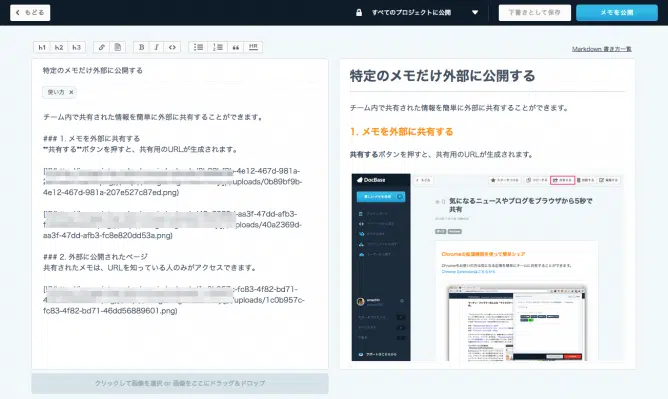 もどる
すべてのプロジェクトに公開
下書きとして保存
メモを公開
h1 h2 h3 B I <>
Markdown 書き方一覧
特定のメモだけ外部に公開する
使い方 ×
チーム内で共有された情報を簡単に外部に共有することができます。
### 1. メモを外部に共有する
**共有する**ボタンを押すと、共有用のURLが生成されます。
4e12-467d-981a-
uploads/0b89bf9b-
4e12-467d-981a-207e527c87ed.png)
aa3f-47dd-afb3-
uploads/40a2369d-
aa3f-47dd-afb3-fc8e820dd53a.png)
### 2. 外部に公開されたページ
共有されたメモは、URLを知っている人のみがアクセスできます。
fc83-4f82-bd71-
uploads/1c0b957c-
fc83-4f82-bd71-46dd56889601.png)
クリックして画像を選択 or 画像をここにドラッグ&ドロップ
特定のメモだけ外部に公開する
チーム内で共有された情報を簡単に外部に共有することができます。
1. メモを外部に共有する
共有するボタンを押すと、共有用のURLが生成されます。
DocBase
もどる
共有する
気になるニュースやブログをブラウザから5秒で
共有
Chromeの拡張機能を使って簡単シェア
サポートはこちらから